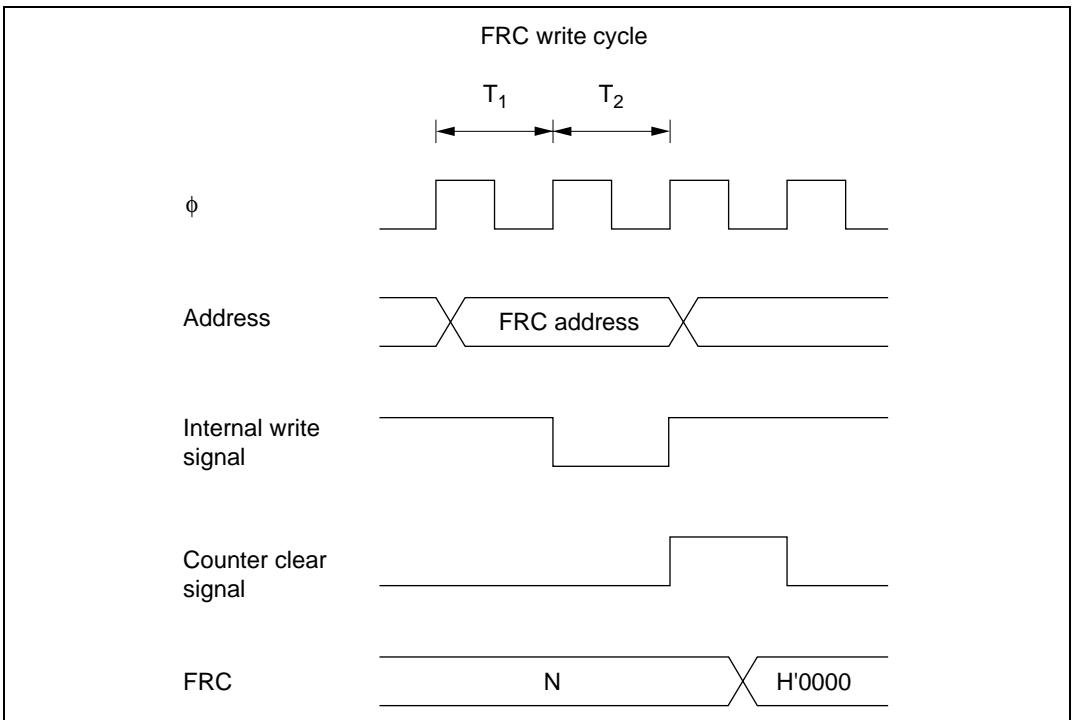 FRC write cycle
T1 T2
ϕ
Address
FRC address
Internal write
signal
Counter clear
signal
FRC
N
H'0000